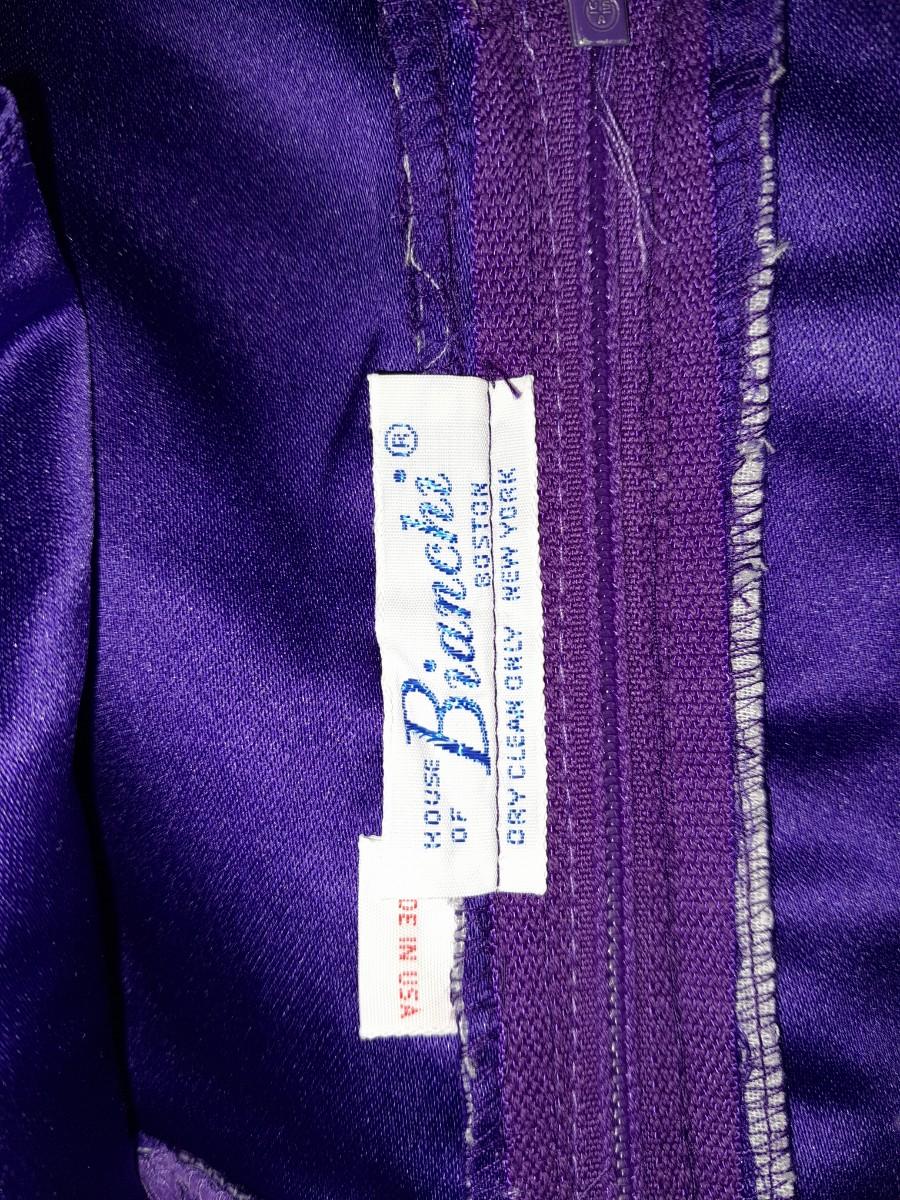 HOUSE
OF
Bianchi ®
BOSTON
DRY CLEAN ONLY NEW YORK
DE IN USA